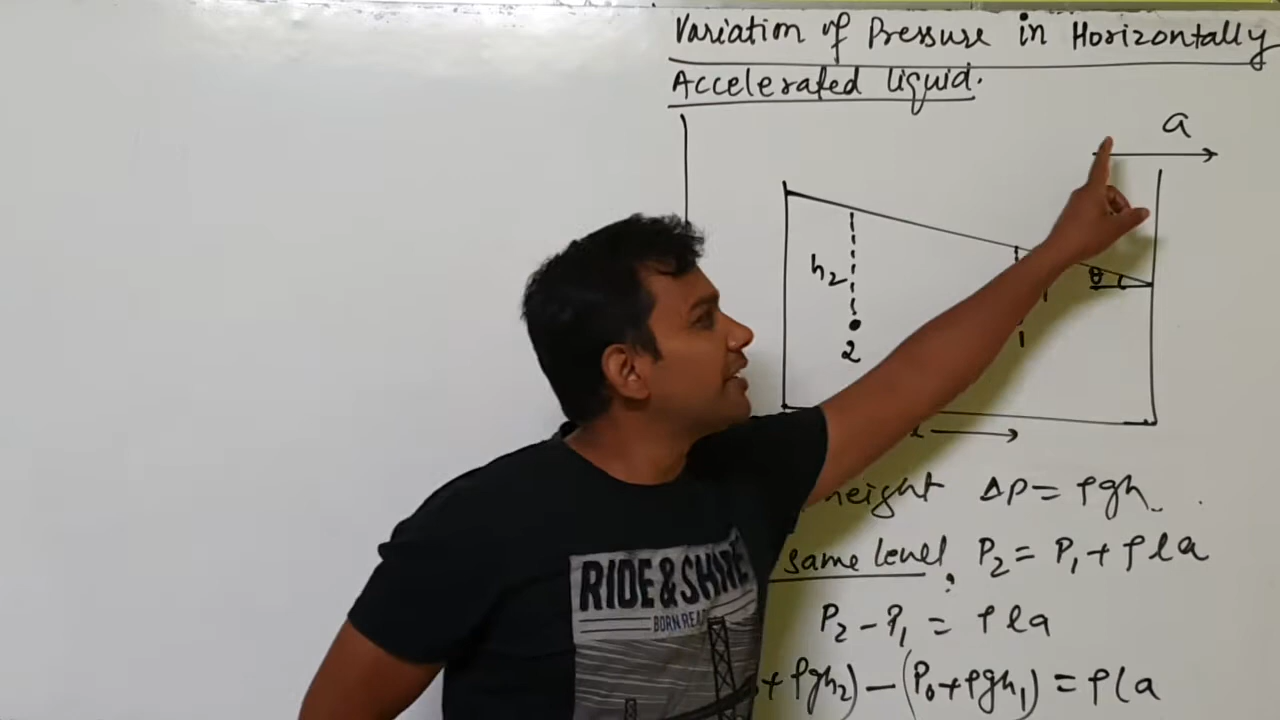 Variation of Pressure in Horizontally
Accelerated liquid.
a
h₂
θ
2
1
height ΔP = ρgh
same level, P₂ = P₁ + ρla
P₂ - P₁ = ρla
+ ρgh₂) - (P₀ + ρgh₁) = ρla
RIDE & SHINE
BORN